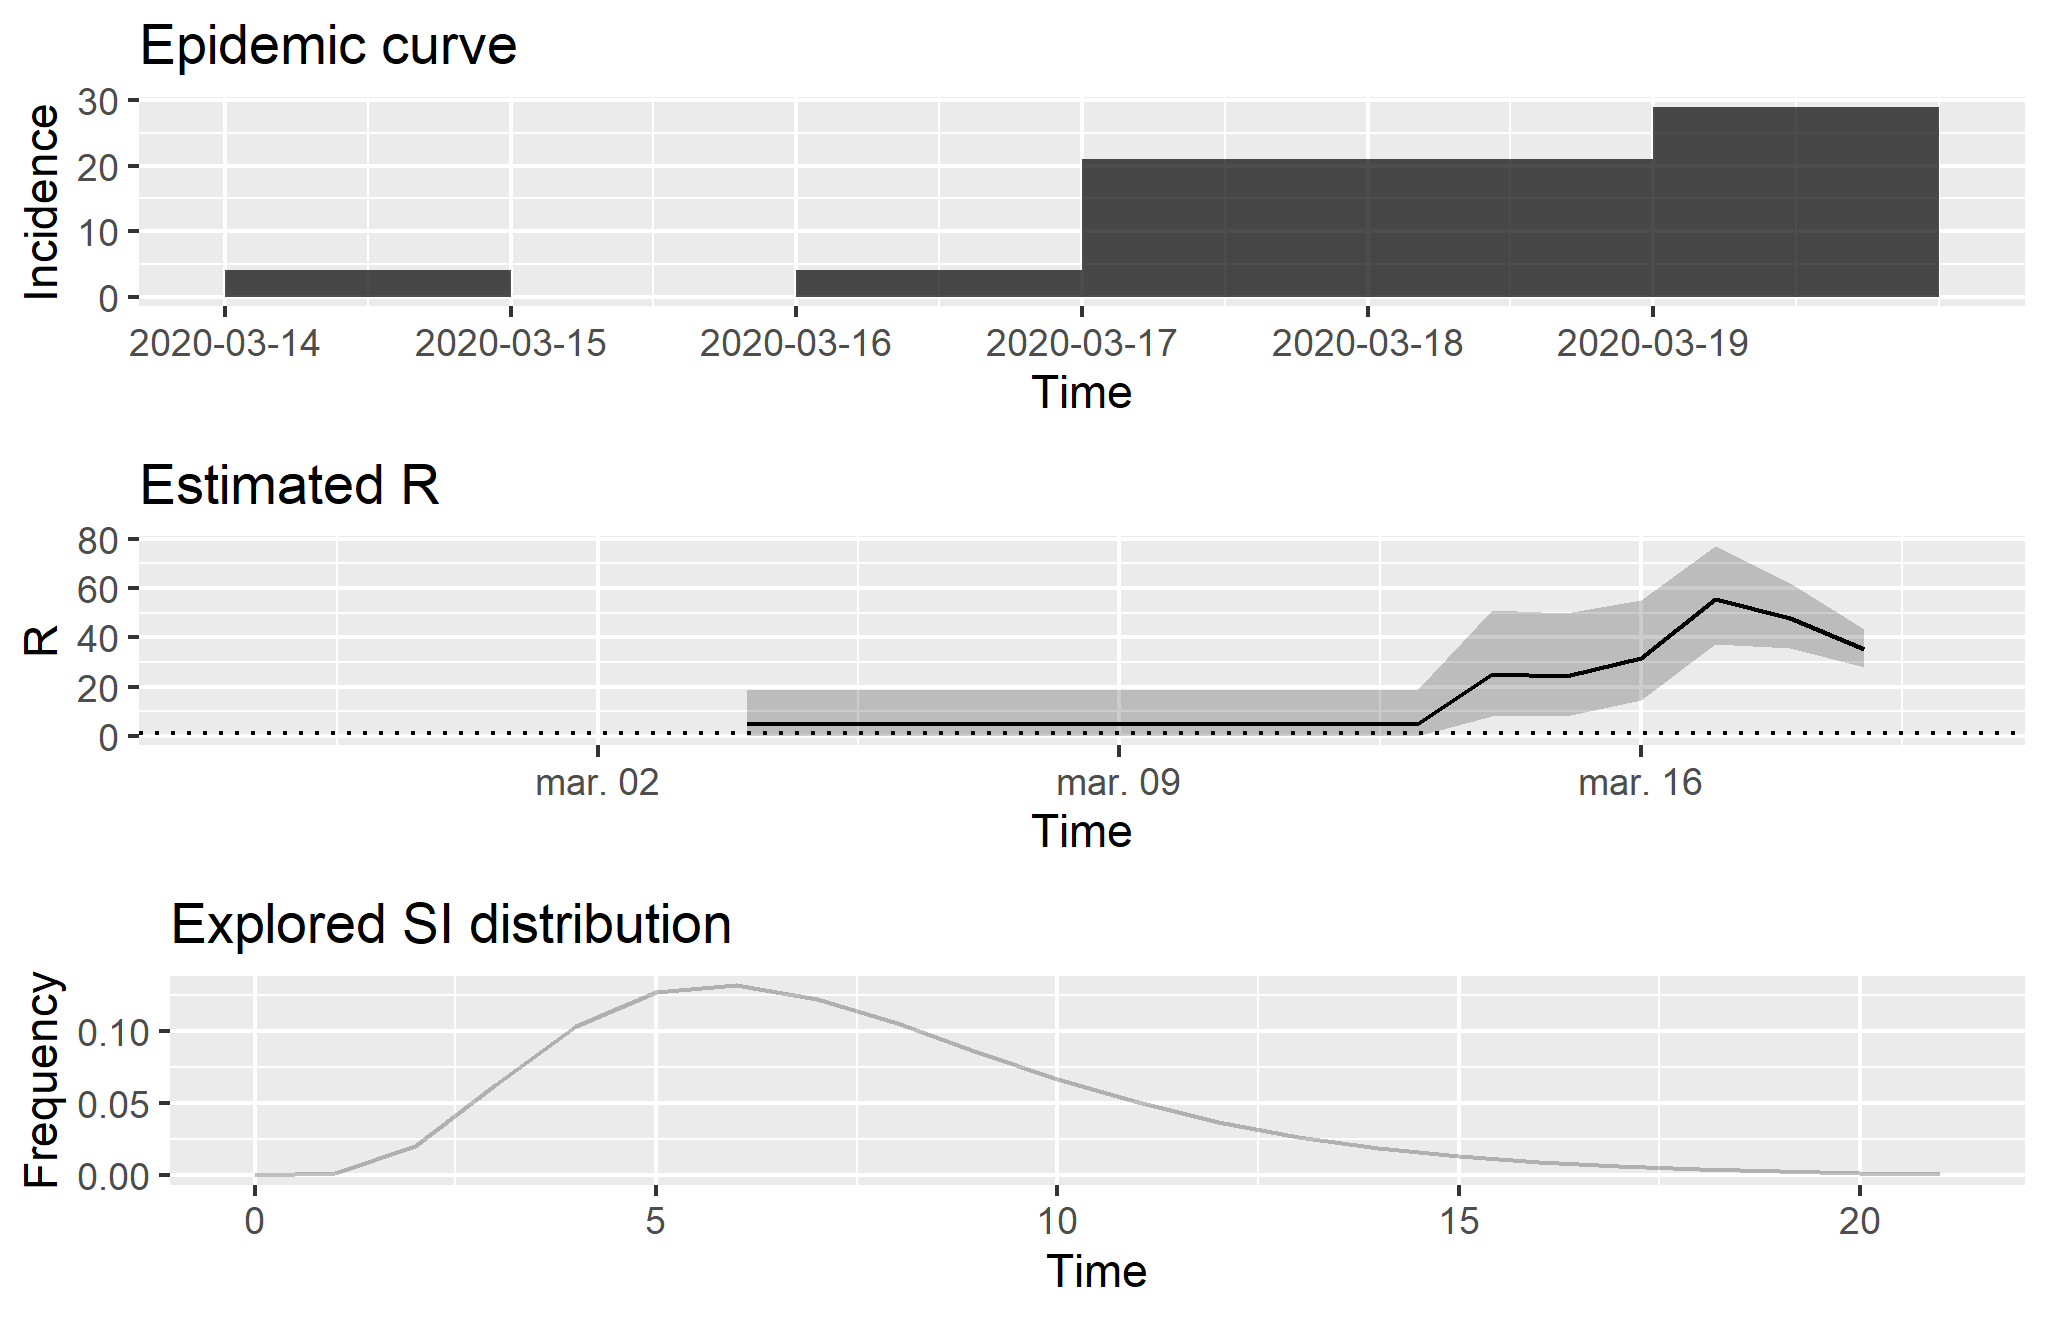 Epidemic curve
Incidence
30
20
10
0
2020-03-14 2020-03-15 2020-03-16 2020-03-17 2020-03-18 2020-03-19
Time
Estimated R
R
80
60
40
20
0
mar. 02 mar. 09 mar. 16
Time
Explored SI distribution
Frequency
0.10
0.05
0.00
0 5 10 15 20
Time